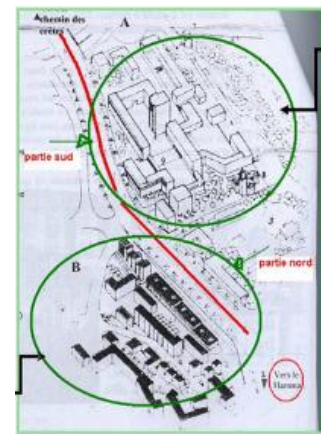 chemin des
crêtes
A
partie sud
partie nord
B
Vers le
Hamma